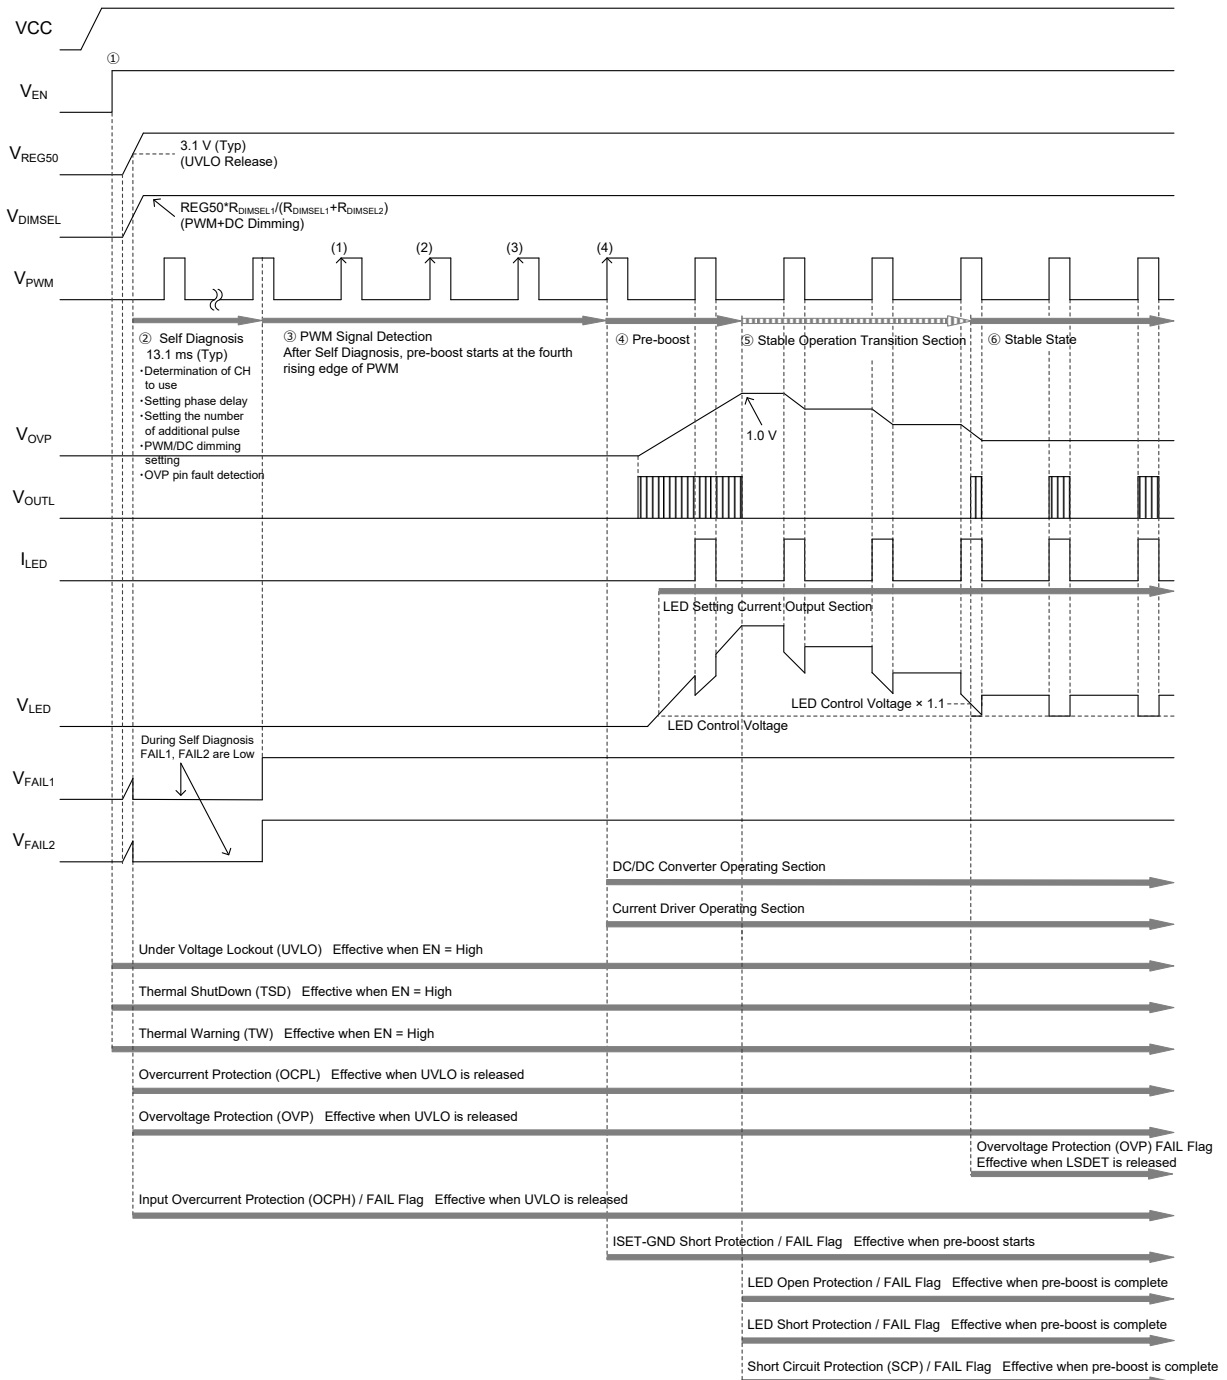 VCC
①
VEN
VREG50
3.1 V (Typ)
(UVLO Release)
VDIMSEL
REG50*RDIMSEL1/(RDIMSEL1+RDIMSEL2)
(PWM+DC Dimming)
(1)
(2)
(3)
(4)
VPWM
② Self Diagnosis
13.1 ms (Typ)
・Determination of CH
to use
・Setting phase delay
・Setting the number
of additional pulse
・PWM/DC dimming
setting
・OVP pin fault detection
③ PWM Signal Detection
After Self Diagnosis, pre-boost starts at the fourth
rising edge of PWM
④ Pre-boost
⑤ Stable Operation Transition Section
⑥ Stable State
VOVP
1.0 V
VOUTL
ILED
LED Setting Current Output Section
VLED
LED Control Voltage × 1.1
LED Control Voltage
During Self Diagnosis
FAIL1, FAIL2 are Low
VFAIL1
VFAIL2
DC/DC Converter Operating Section
Current Driver Operating Section
Under Voltage Lockout (UVLO) Effective when EN = High
Thermal ShutDown (TSD) Effective when EN = High
Thermal Warning (TW) Effective when EN = High
Overcurrent Protection (OCPL) Effective when UVLO is released
Overvoltage Protection (OVP) Effective when UVLO is released
Overvoltage Protection (OVP) FAIL Flag
Effective when LSDET is released
Input Overcurrent Protection (OCPH) / FAIL Flag Effective when UVLO is released
ISET-GND Short Protection / FAIL Flag Effective when pre-boost starts
LED Open Protection / FAIL Flag Effective when pre-boost is complete
LED Short Protection / FAIL Flag Effective when pre-boost is complete
Short Circuit Protection (SCP) / FAIL Flag Effective when pre-boost is complete